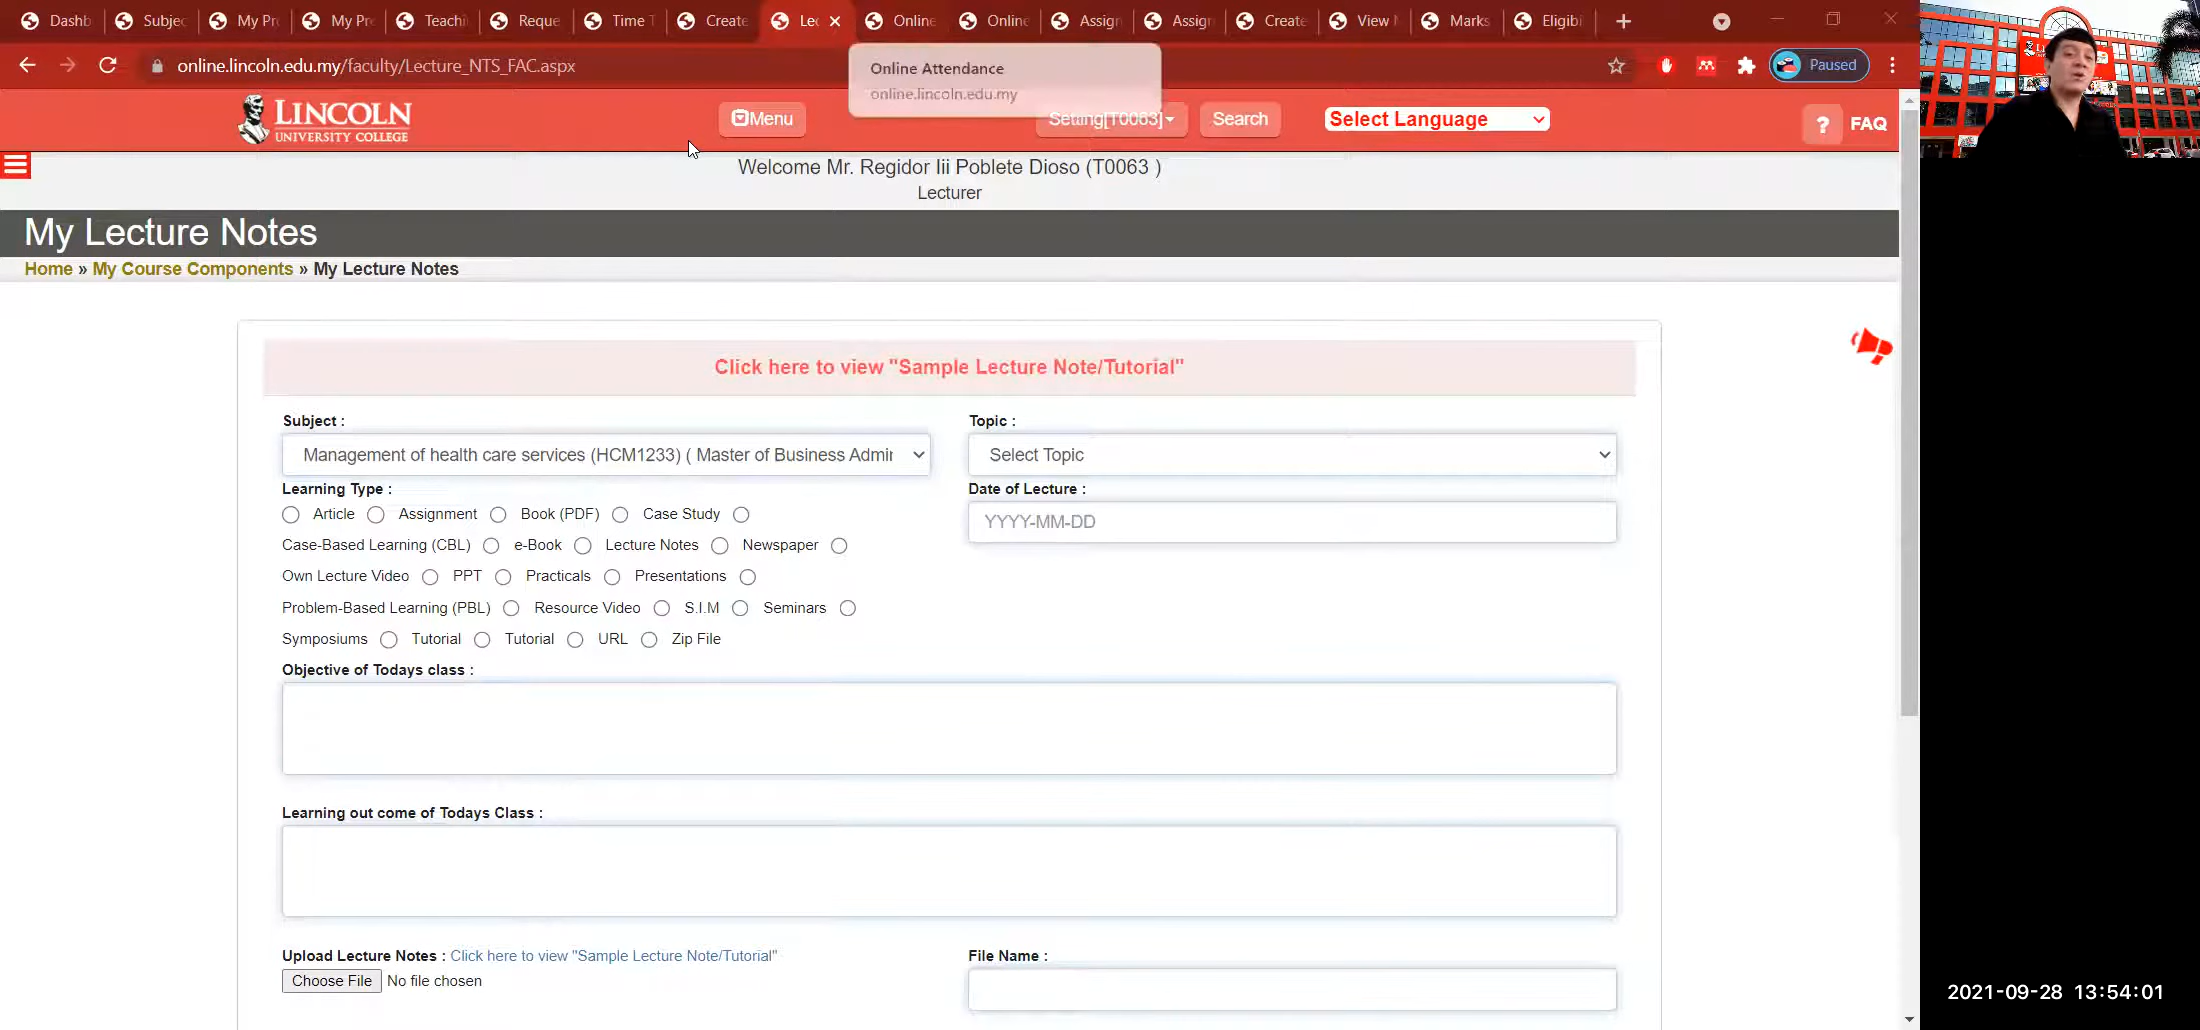 Dashb Subjec My Pr My Pre Teachi Reque Time T Create Lec Online Online Assign Assign Create View M Marks Eligibi
online.lincoln.edu.my/faculty/Lecture_NTS_FAC.aspx
Paused
Online Attendance
online.lincoln.edu.my
LINCOLN
UNIVERSITY COLLEGE
Menu
Setting[T0063]
Search
Select Language
?
FAQ
Welcome Mr. Regidor Iii Poblete Dioso (T0063 )
Lecturer
My Lecture Notes
Home » My Course Components » My Lecture Notes
Click here to view "Sample Lecture Note/Tutorial"
Subject :
Management of health care services (HCM1233) ( Master of Business Admir
Topic :
Select Topic
Learning Type :
Article Assignment Book (PDF) Case Study
Case-Based Learning (CBL) e-Book Lecture Notes Newspaper
Own Lecture Video PPT Practicals Presentations
Problem-Based Learning (PBL) Resource Video S.I.M Seminars
Symposiums Tutorial Tutorial URL Zip File
Date of Lecture :
YYYY-MM-DD
Objective of Todays class :
Learning out come of Todays Class :
Upload Lecture Notes : Click here to view "Sample Lecture Note/Tutorial"
Choose File No file chosen
File Name :
2021-09-28 13:54:01